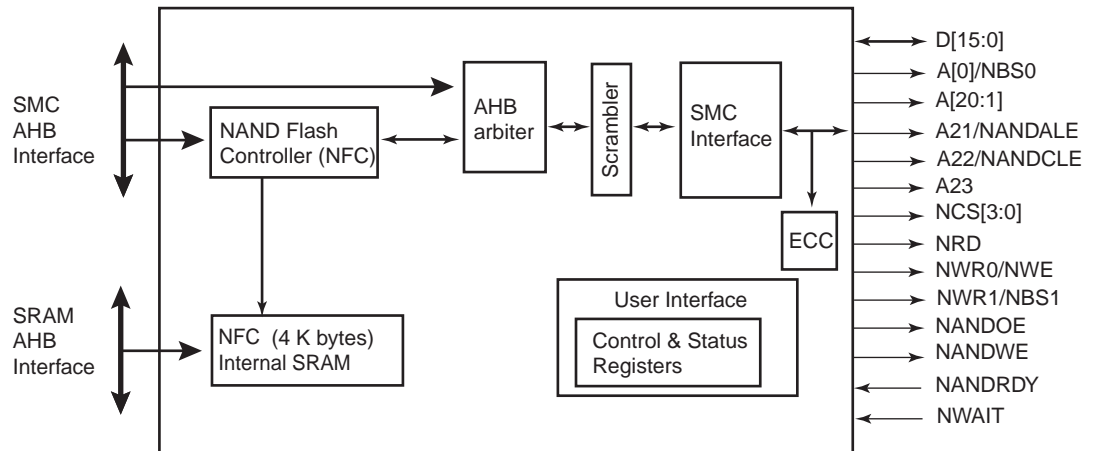 SMC
AHB
Interface
NAND Flash
Controller (NFC)
AHB
arbiter
Scrambler
SMC
Interface
ECC
SRAM
AHB
Interface
NFC (4 K bytes)
Internal SRAM
User Interface
Control & Status
Registers
D[15:0]
A[0]/NBS0
A[20:1]
A21/NANDALE
A22/NANDCLE
A23
NCS[3:0]
NRD
NWR0/NWE
NWR1/NBS1
NANDOE
NANDWE
NANDRDY
NWAIT